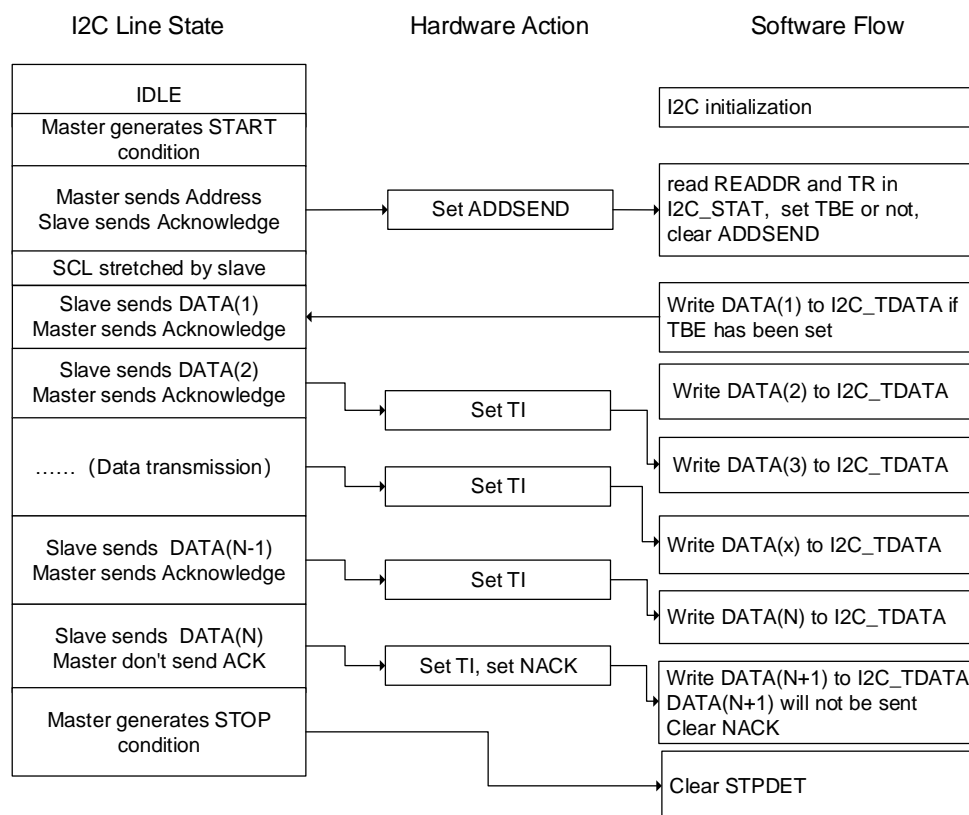 I2C Line State
Hardware Action
Software Flow
IDLE
I2C initialization
Master generates START
condition
Master sends Address
Slave sends Acknowledge
Set ADDSEND
read READDR and TR in
I2C_STAT,  set TBE or not,
clear ADDSEND
SCL stretched by slave
Slave sends DATA(1)
Master sends Acknowledge
Write DATA(1) to I2C_TDATA if
TBE has been set
Slave sends DATA(2)
Master sends Acknowledge
Set TI
Write DATA(2) to I2C_TDATA
Write DATA(3) to I2C_TDATA
…… (Data transmission)
Set TI
Write DATA(x) to I2C_TDATA
Slave sends  DATA(N-1)
Master sends Acknowledge
Set TI
Write DATA(N) to I2C_TDATA
Slave sends  DATA(N)
Master don't send ACK
Set TI, set NACK
Write DATA(N+1) to I2C_TDATA
DATA(N+1) will not be sent
Clear NACK
Master generates STOP
condition
Clear STPDET